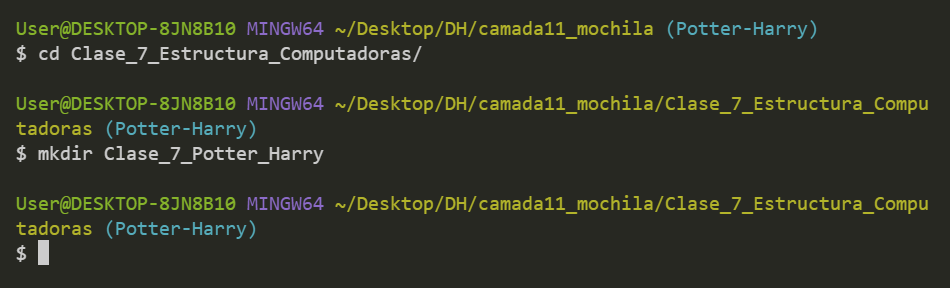 User@DESKTOP-8JN8B10 MINGW64 ~/Desktop/DH/camada11_mochila (Potter-Harry)
$ cd Clase_7_Estructura_Computadoras/
User@DESKTOP-8JN8B10 MINGW64 ~/Desktop/DH/camada11_mochila/Clase_7_Estructura_Compu
tadoras (Potter-Harry)
$ mkdir Clase_7_Potter_Harry
User@DESKTOP-8JN8B10 MINGW64 ~/Desktop/DH/camada11_mochila/Clase_7_Estructura_Compu
tadoras (Potter-Harry)
$